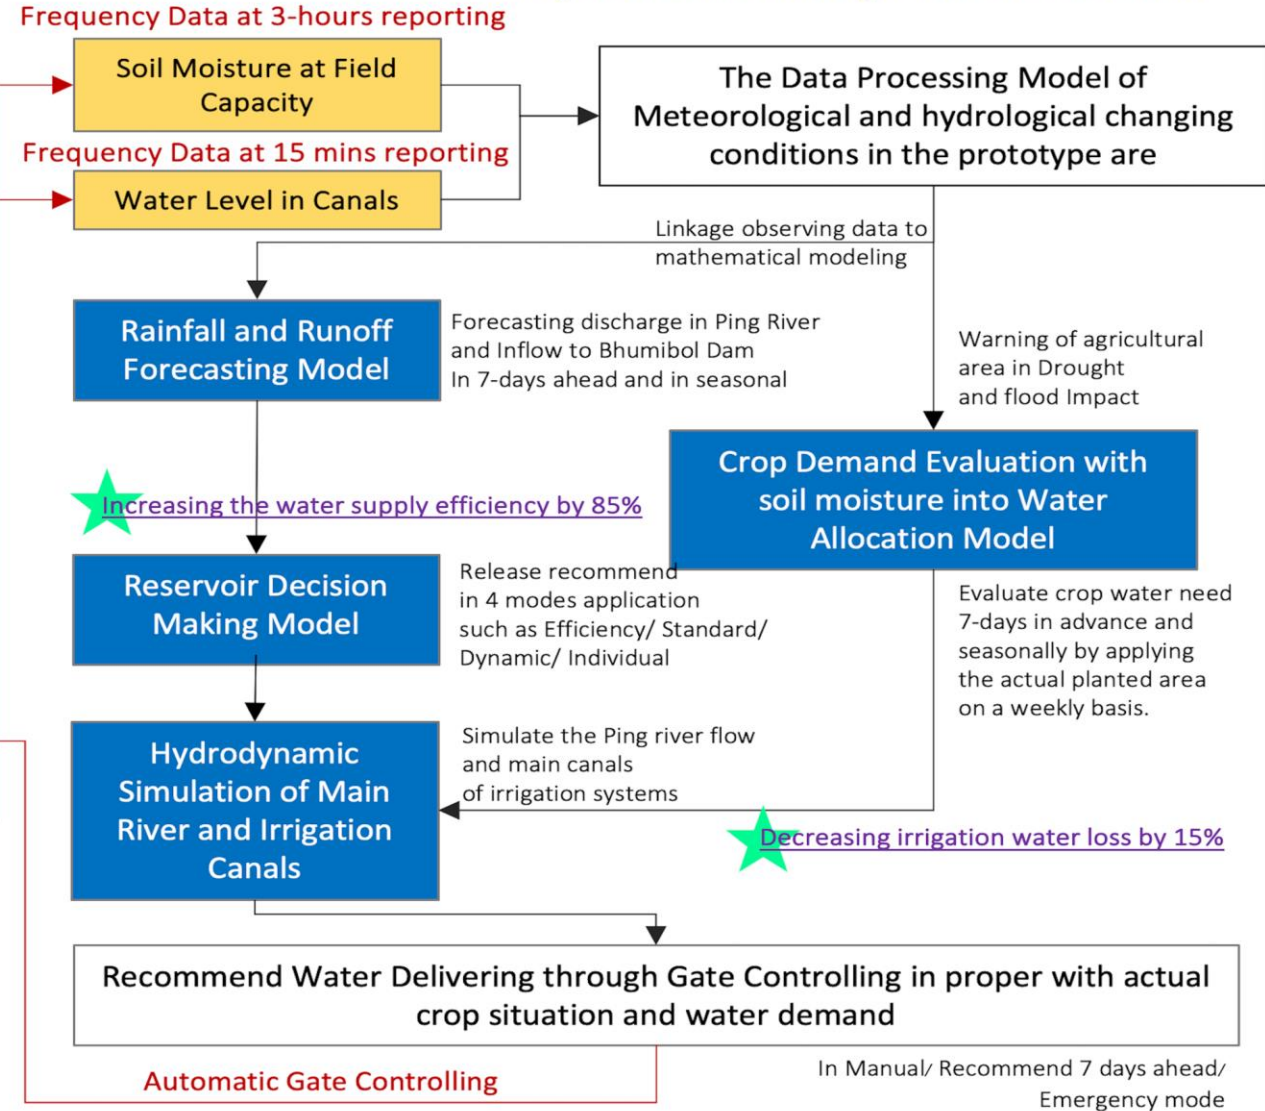 Frequency Data at 3-hours reporting
Soil Moisture at Field
Capacity
Frequency Data at 15 mins reporting
Water Level in Canals
The Data Processing Model of
Meteorological and hydrological changing
conditions in the prototype are
Linkage observing data to
mathematical modeling
Rainfall and Runoff
Forecasting Model
Forecasting discharge in Ping River
and Inflow to Bhumibol Dam
In 7-days ahead and in seasonal
Warning of agricultural
area in Drought
and flood Impact
Crop Demand Evaluation with
soil moisture into Water
Allocation Model
Increasing the water supply efficiency by 85%
Reservoir Decision
Making Model
Release recommend
in 4 modes application
such as Efficiency/ Standard/
Dynamic/ Individual
Evaluate crop water need
7-days in advance and
seasonally by applying
the actual planted area
on a weekly basis.
Hydrodynamic
Simulation of Main
River and Irrigation
Canals
Simulate the Ping river flow
and main canals
of irrigation systems
Decreasing irrigation water loss by 15%
Recommend Water Delivering through Gate Controlling in proper with actual
crop situation and water demand
Automatic Gate Controlling
In Manual/ Recommend 7 days ahead/
Emergency mode